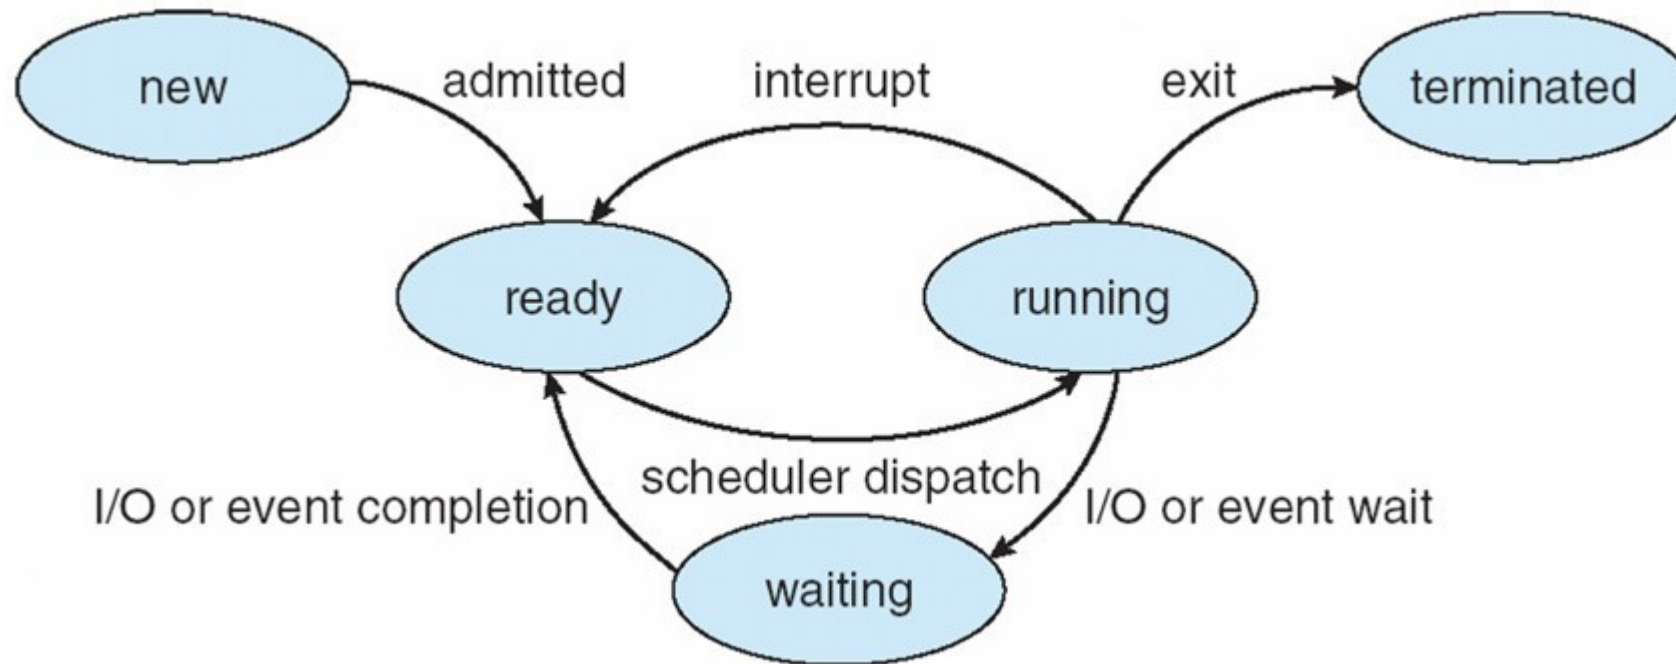 new
admitted
interrupt
exit
terminated
ready
running
scheduler dispatch
I/O or event completion
I/O or event wait
waiting